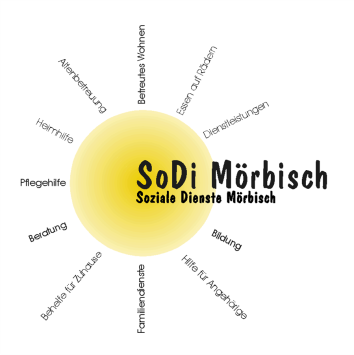 Betreutes Wohnen
Essen auf Rädern
Dienstleistungen
SoDi Mörbisch
Soziale Dienste Mörbisch
Bildung
Hilfe für Angehörige
Familiendienste
Behelfe für Zuhause
Beratung
Pflegehilfe
Heimhilfe
Altenbetreuung